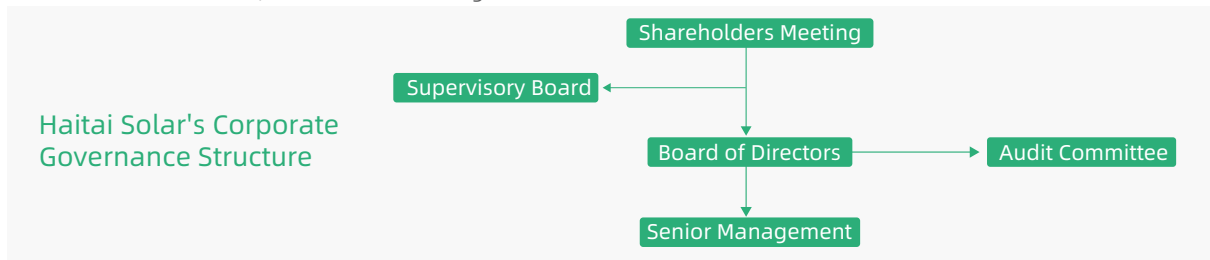 Shareholders Meeting
Supervisory Board
Haitai Solar's Corporate
Governance Structure
Board of Directors
Audit Committee
Senior Management